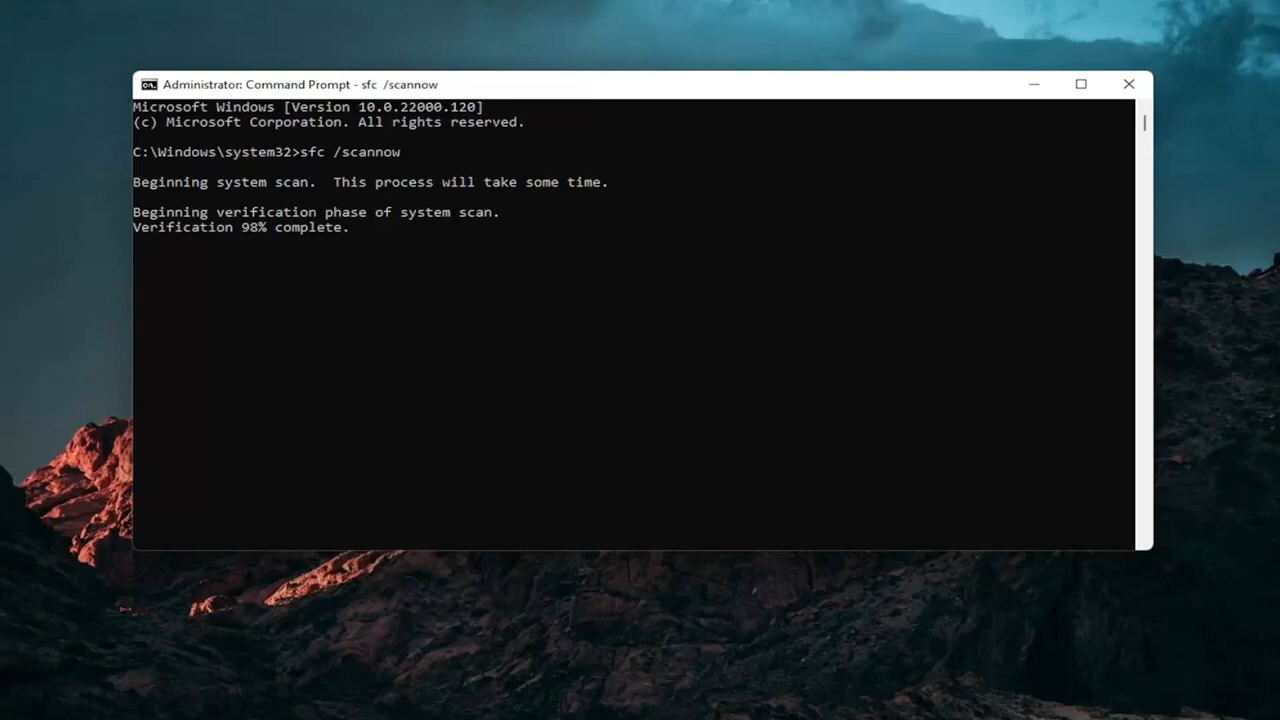 Administrator: Command Prompt - sfc  /scannow
Microsoft Windows [Version 10.0.22000.120]
(c) Microsoft Corporation. All rights reserved.
C:\Windows\system32>sfc /scannow
Beginning system scan.  This process will take some time.
Beginning verification phase of system scan.
Verification 98% complete.